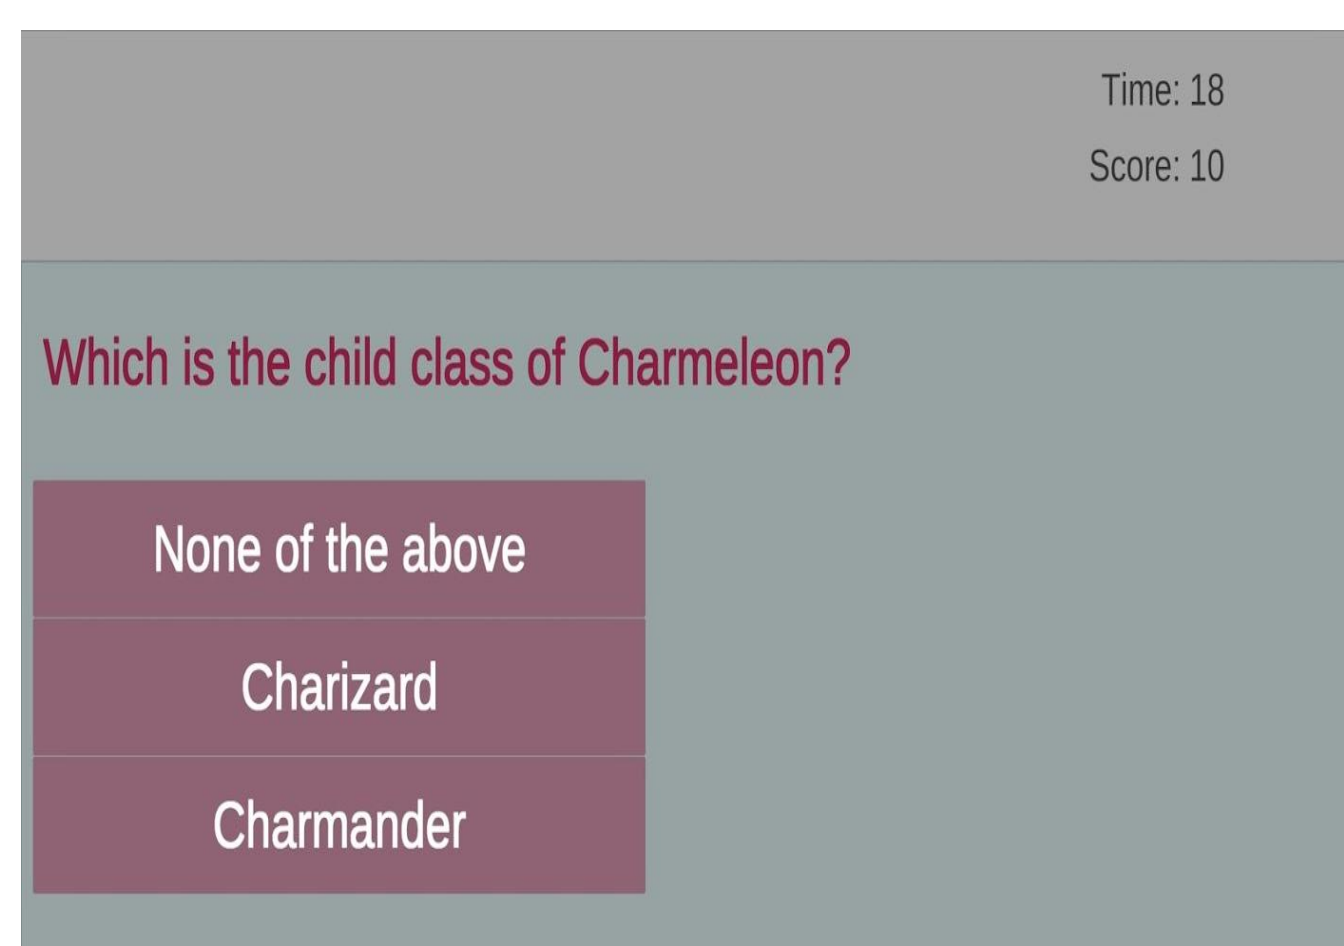 Time: 18
Score: 10
Which is the child class of Charmeleon?
None of the above
Charizard
Charmander